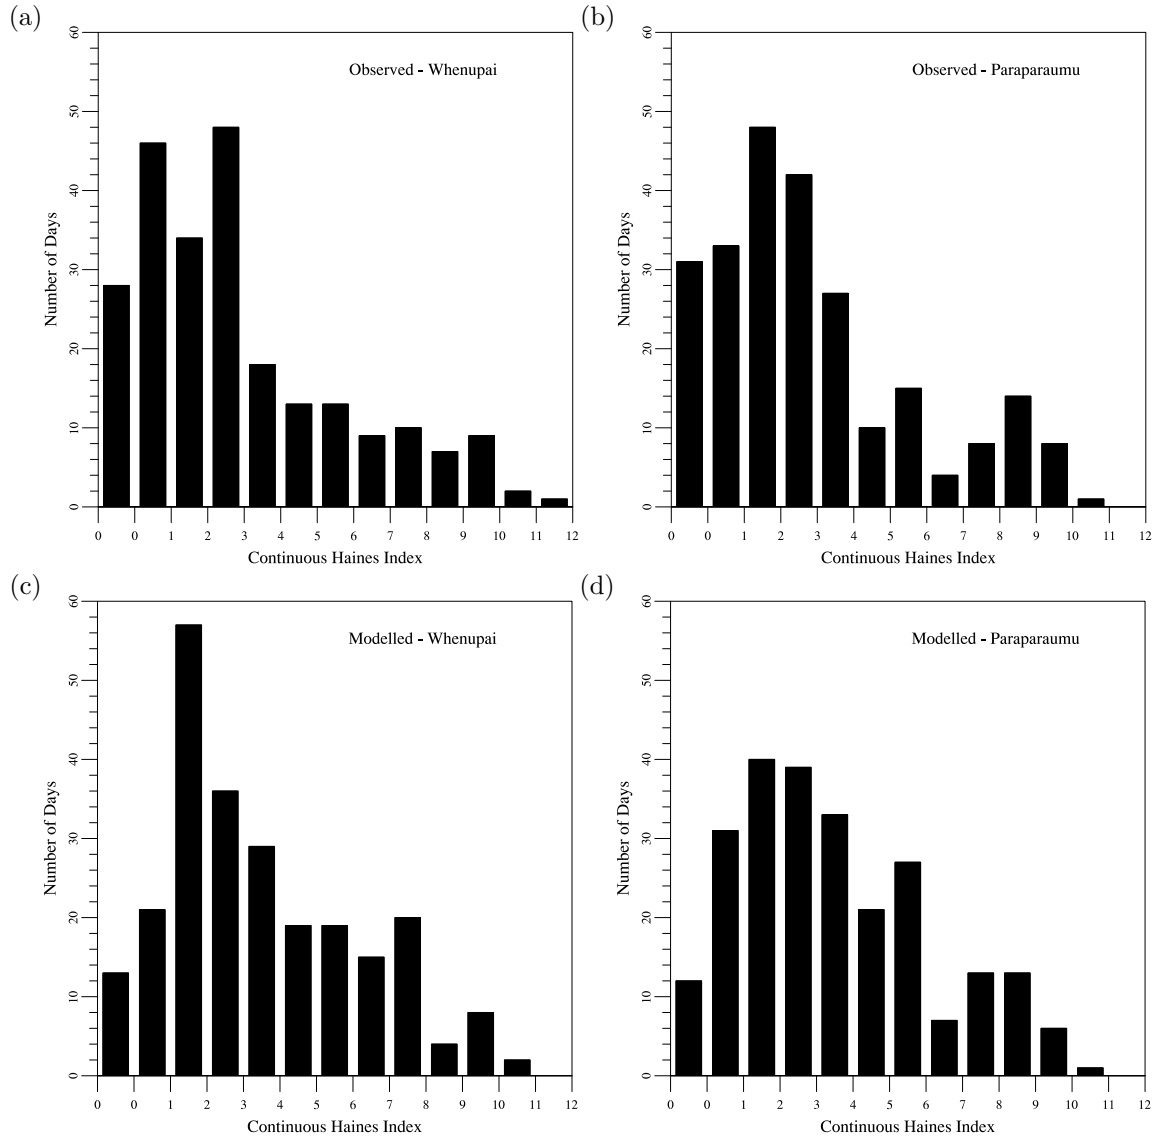 (a)
60
50
40
30
20
10
0
Number of Days
Observed - Whenupai
0 0 1 2 3 4 5 6 7 8 9 10 11 12
Continuous Haines Index
(b)
60
50
40
30
20
10
0
Number of Days
Observed - Paraparaumu
0 0 1 2 3 4 5 6 7 8 9 10 11 12
Continuous Haines Index
(c)
60
50
40
30
20
10
0
Number of Days
Modelled - Whenupai
0 0 1 2 3 4 5 6 7 8 9 10 11 12
Continuous Haines Index
(d)
60
50
40
30
20
10
0
Number of Days
Modelled - Paraparaumu
0 0 1 2 3 4 5 6 7 8 9 10 11 12
Continuous Haines Index